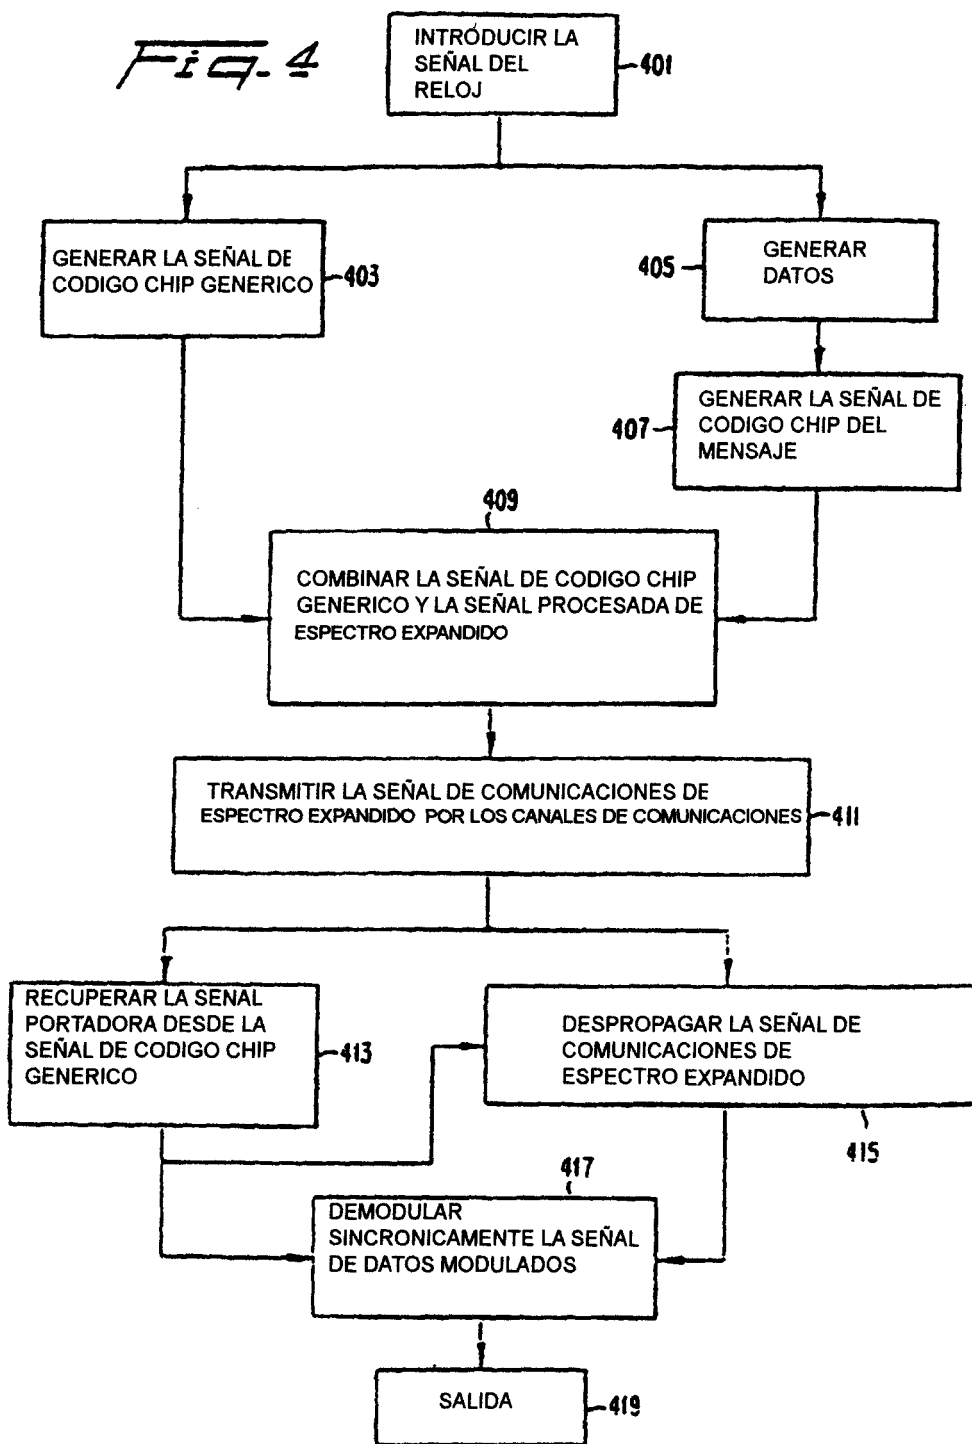 Fig. 4
INTRODUCIR LA
SEÑAL DEL
RELOJ
401
GENERAR LA SEÑAL DE
CODIGO CHIP GENERICO
403
405
GENERAR
DATOS
407
GENERAR LA SEÑAL DE
CODIGO CHIP DEL
MENSAJE
409
COMBINAR LA SEÑAL DE CODIGO CHIP
GENERICO Y LA SEÑAL PROCESADA DE
ESPECTRO EXPANDIDO
TRANSMITIR LA SEÑAL DE COMUNICACIONES DE
ESPECTRO EXPANDIDO POR LOS CANALES DE COMUNICACIONES
411
RECUPERAR LA SENAL
PORTADORA DESDE LA
SEÑAL DE CODIGO CHIP
GENERICO
413
DESPROPAGAR LA SEÑAL DE
COMUNICACIONES DE
ESPECTRO EXPANDIDO
415
417
DEMODULAR
SINCRONICAMENTE LA SEÑAL
DE DATOS MODULADOS
SALIDA
419